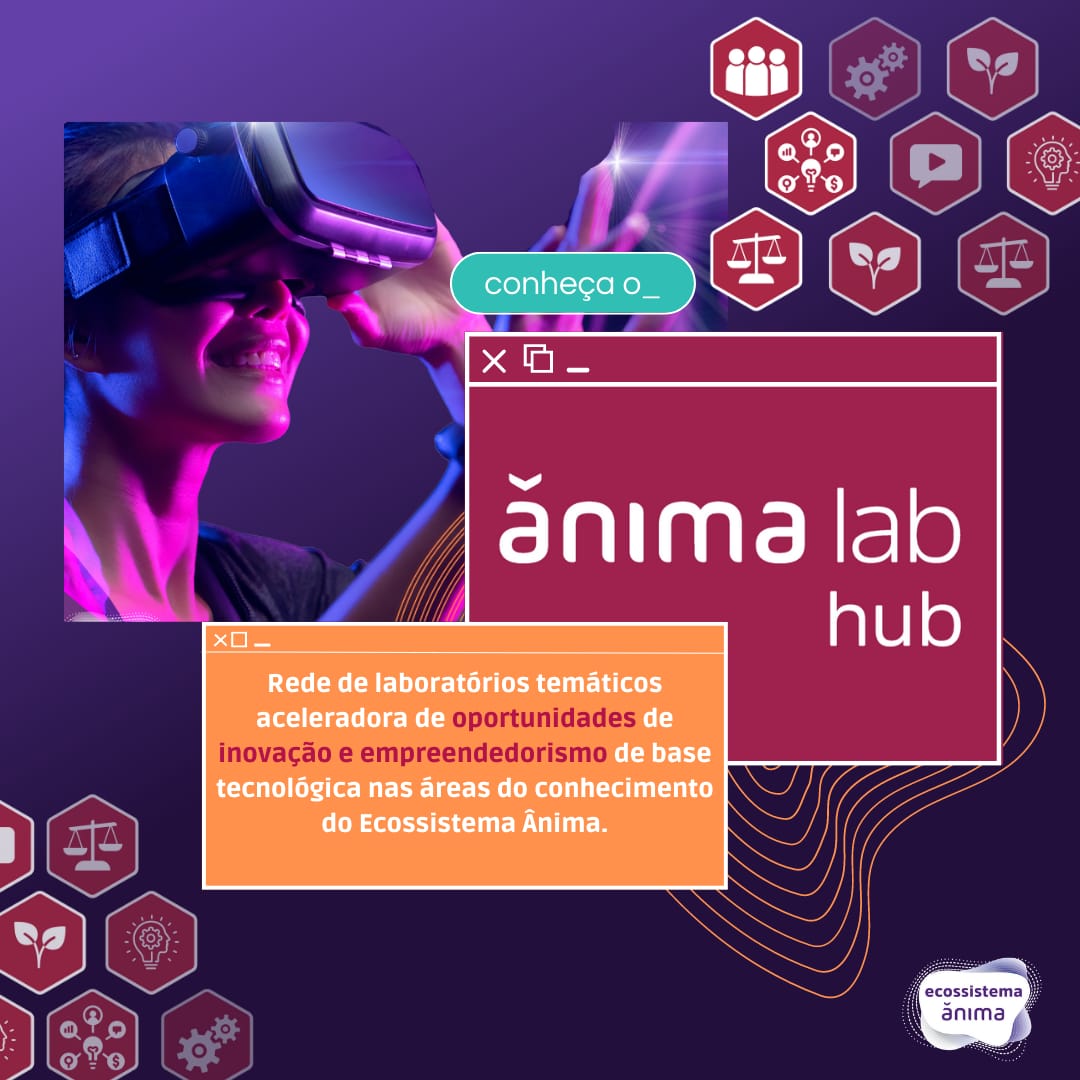 conheça o_
ănima lab
hub
Rede de laboratórios temáticos
aceleradora de oportunidades de
inovação e empreendedorismo de base
tecnológica nas áreas do conhecimento
do Ecossistema Ânima.
ecossistema
ănima